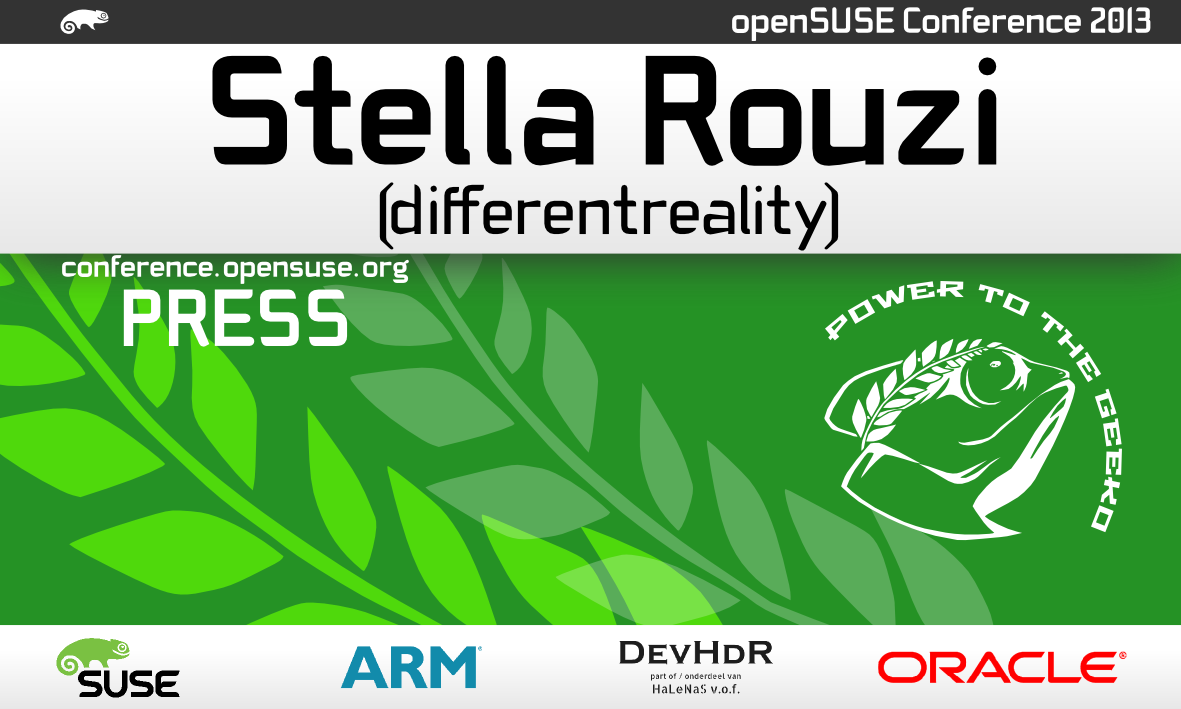 openSUSE Conference 2013
Stella Rouzi
(differentreality)
conference.opensuse.org
PRESS
POWER TO THE GEEKO
SUSE
ARM®
DEVHDR
part of / onderdeel van
HaLeNaS v.o.f.
ORACLE®